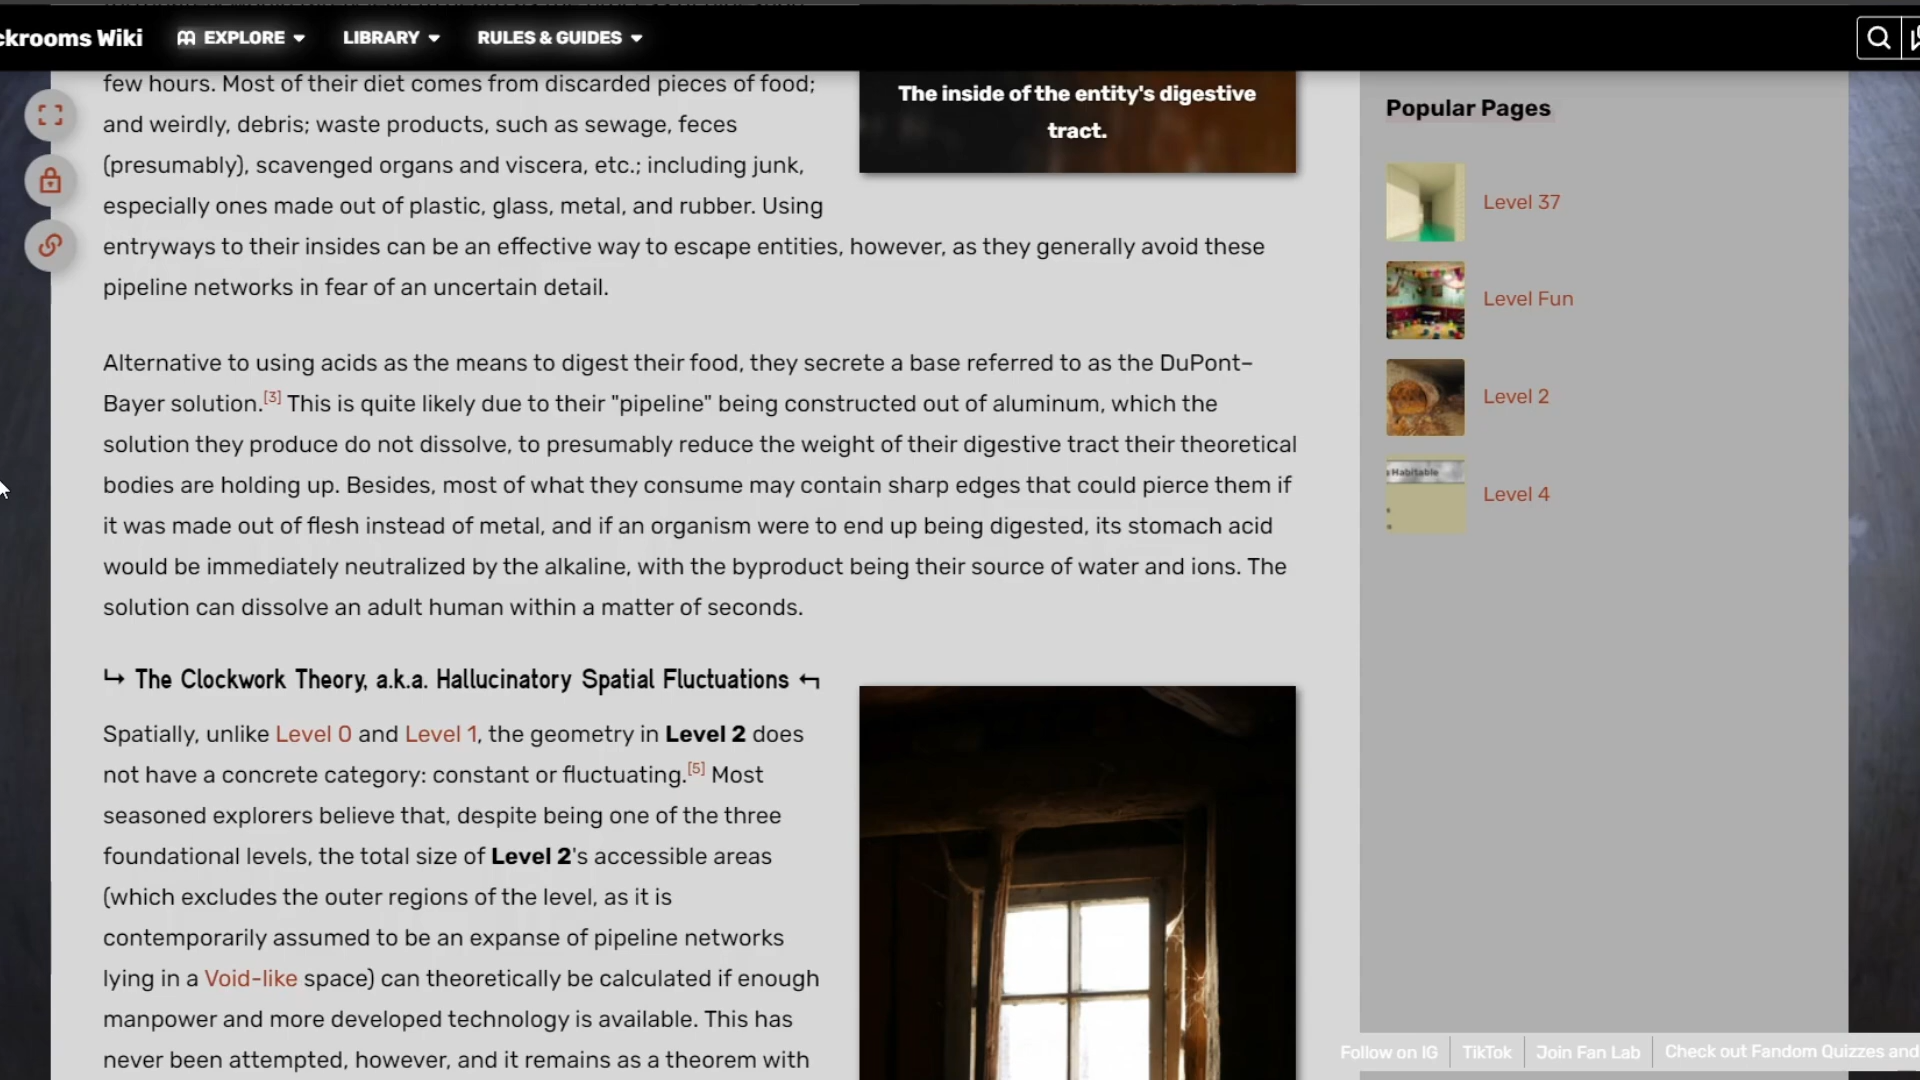 ckrooms Wiki EXPLORE LIBRARY RULES & GUIDES
few hours. Most of their diet comes from discarded pieces of food;
and weirdly, debris; waste products, such as sewage, feces
(presumably), scavenged organs and viscera, etc.; including junk,
especially ones made out of plastic, glass, metal, and rubber. Using
entryways to their insides can be an effective way to escape entities, however, as they generally avoid these
pipeline networks in fear of an uncertain detail.
The inside of the entity's digestive
tract.
Alternative to using acids as the means to digest their food, they secrete a base referred to as the DuPont–
Bayer solution.[3] This is quite likely due to their "pipeline" being constructed out of aluminum, which the
solution they produce do not dissolve, to presumably reduce the weight of their digestive tract their theoretical
bodies are holding up. Besides, most of what they consume may contain sharp edges that could pierce them if
it was made out of flesh instead of metal, and if an organism were to end up being digested, its stomach acid
would be immediately neutralized by the alkaline, with the byproduct being their source of water and ions. The
solution can dissolve an adult human within a matter of seconds.
↪ The Clockwork Theory, a.k.a. Hallucinatory Spatial Fluctuations ↩
Spatially, unlike Level 0 and Level 1, the geometry in Level 2 does
not have a concrete category: constant or fluctuating.[5] Most
seasoned explorers believe that, despite being one of the three
foundational levels, the total size of Level 2's accessible areas
(which excludes the outer regions of the level, as it is
contemporarily assumed to be an expanse of pipeline networks
lying in a Void-like space) can theoretically be calculated if enough
manpower and more developed technology is available. This has
never been attempted, however, and it remains as a theorem with
Popular Pages
Level 37
Level Fun
Level 2
Habitable
Level 4
Follow on IG TikTok Join Fan Lab Check out Fandom Quizzes and